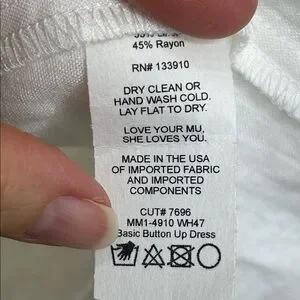 45% Rayon
RN# 133910
DRY CLEAN OR
HAND WASH COLD.
LAY FLAT TO DRY.
LOVE YOUR MU,
SHE LOVES YOU.
MADE IN THE USA
OF IMPORTED FABRIC
AND IMPORTED
COMPONENTS
CUT# 7696
MM1-4910 WH47
Basic Button Up Dress